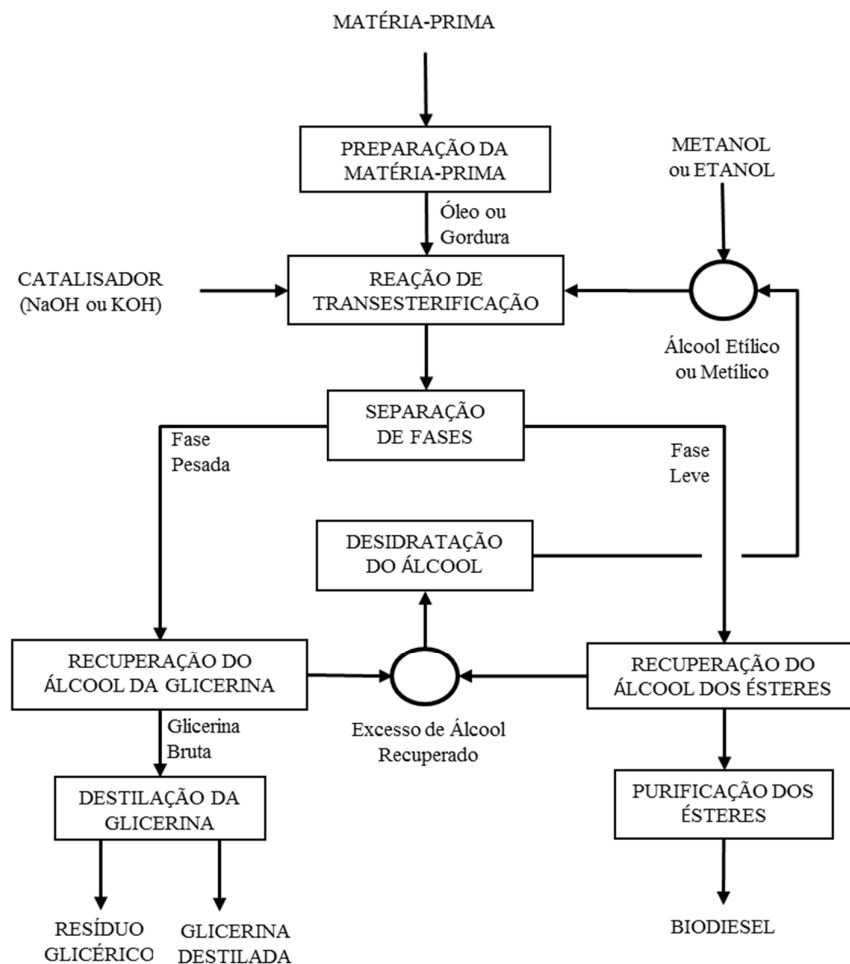 MATÉRIA-PRIMA
PREPARAÇÃO DA
MATÉRIA-PRIMA
METANOL
ou ETANOL
Óleo ou
Gordura
CATALISADOR
(NaOH ou KOH)
REAÇÃO DE
TRANSESTERIFICAÇÃO
Álcool Etílico
ou Metílico
SEPARAÇÃO
DE FASES
Fase
Pesada
Fase
Leve
DESIDRATAÇÃO
DO ÁLCOOL
RECUPERAÇÃO DO
ÁLCOOL DA GLICERINA
RECUPERAÇÃO DO
ÁLCOOL DOS ÉSTERES
Excesso de Álcool
Recuperado
Glicerina
Bruta
DESTILAÇÃO DA
GLICERINA
PURIFICAÇÃO DOS
ÉSTERES
RESÍDUO
GLICÉRICO
GLICERINA
DESTILADA
BIODIESEL